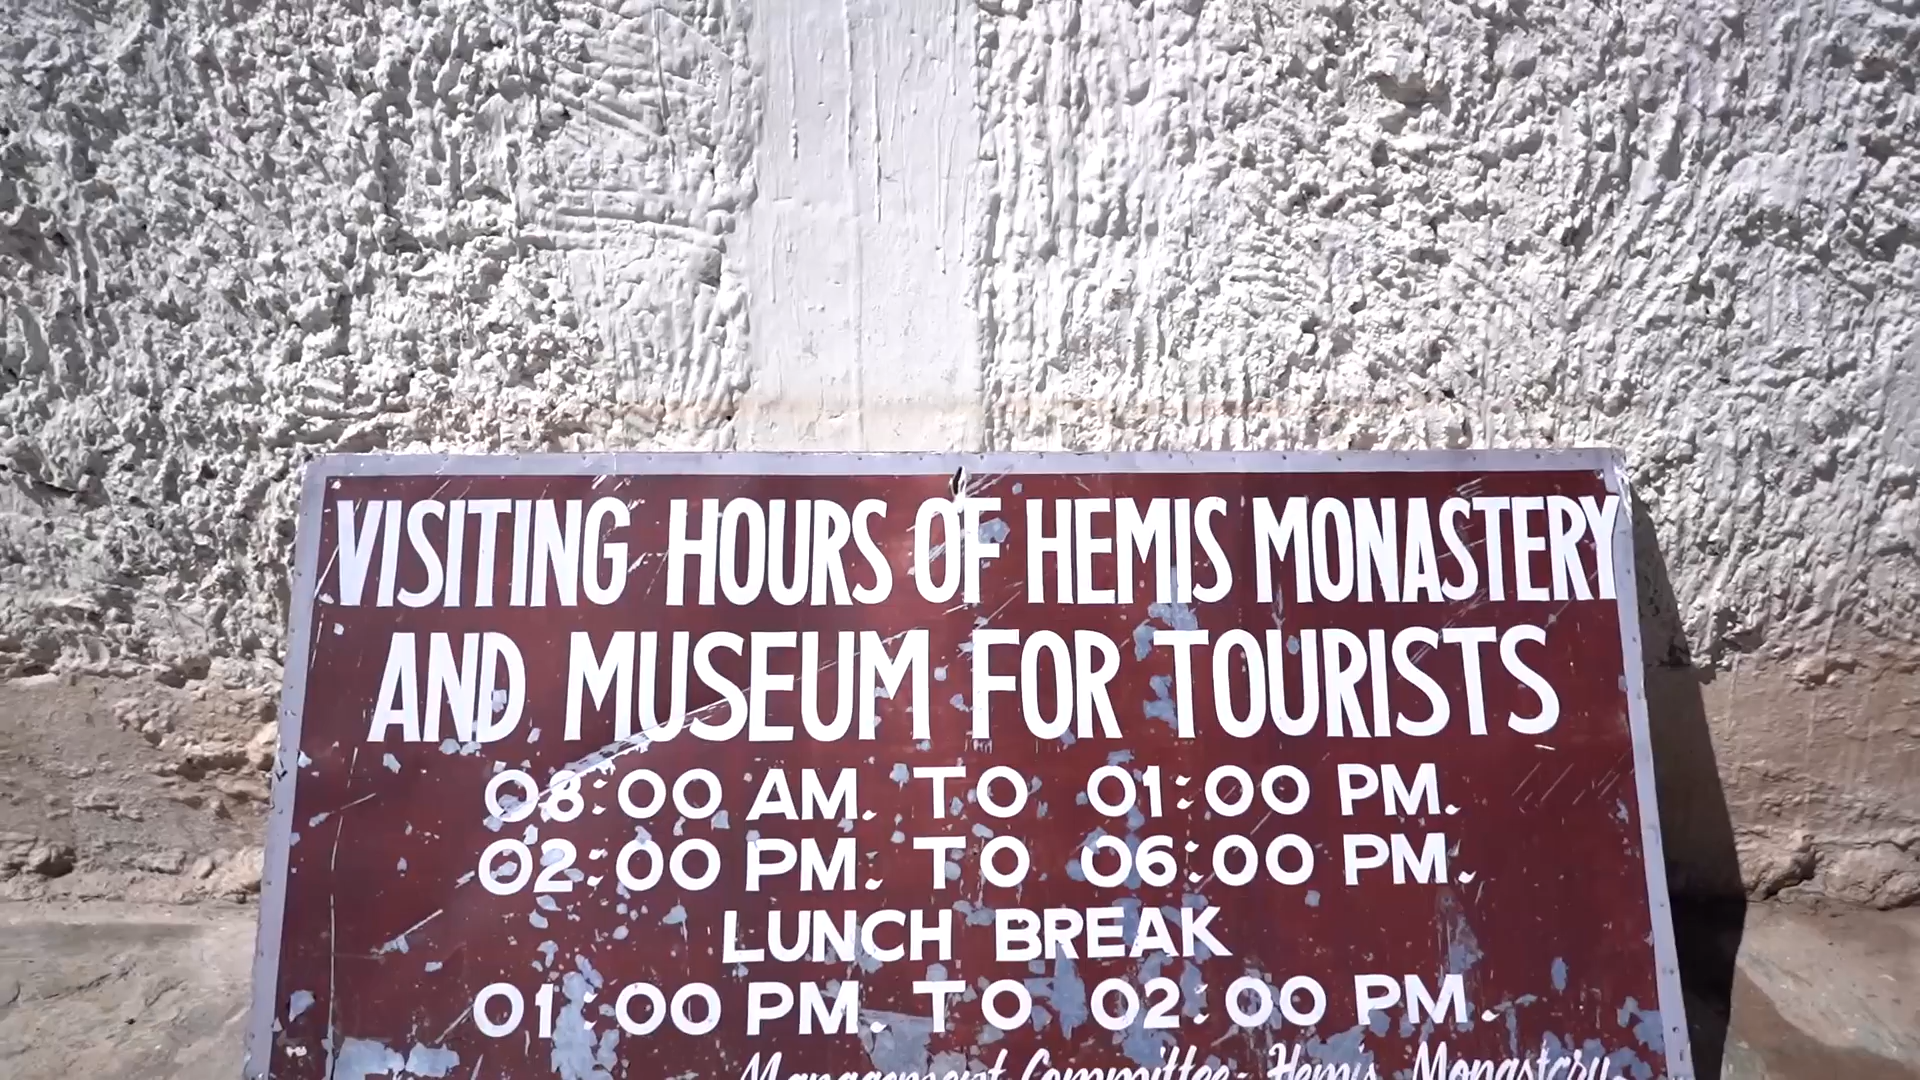 VISITING HOURS OF HEMIS MONASTERY
AND MUSEUM FOR TOURISTS
08:00 AM. TO 01:00 PM.
02:00 PM. TO 06:00 PM.
LUNCH BREAK
01:00 PM. TO 02:00 PM.
Management Committee- Hemis Monastery.